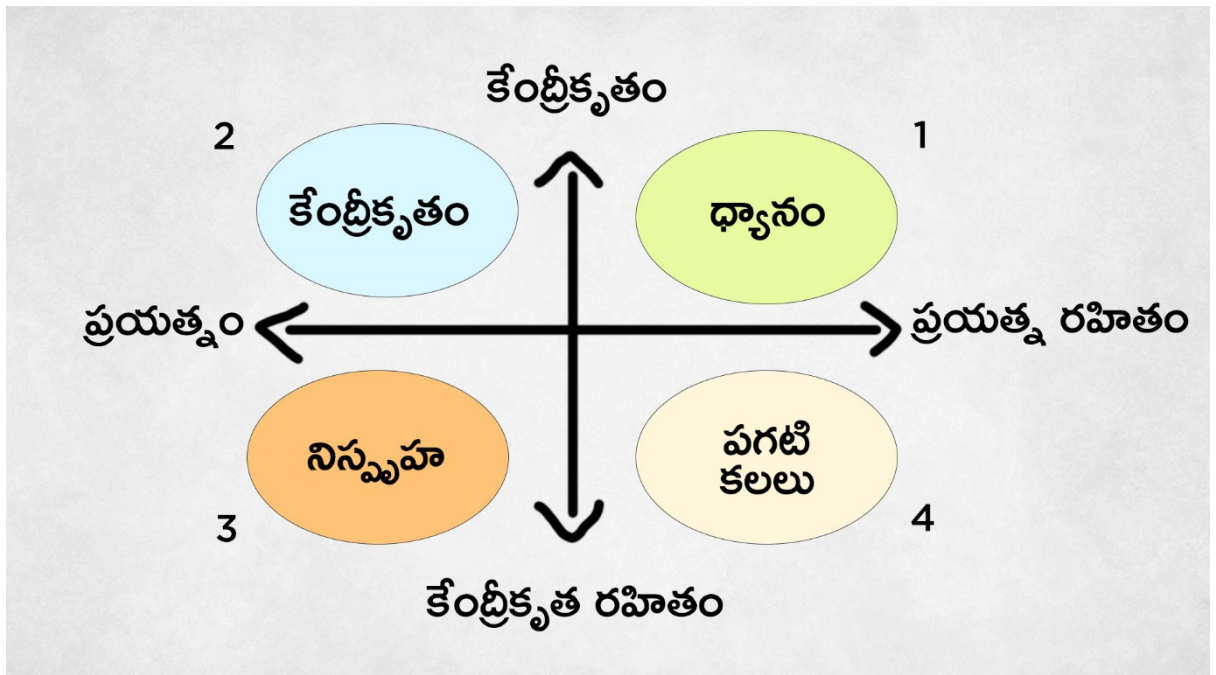 కేంద్రీకృతం
2
1
కేంద్రీకృతం
ధ్యానం
ప్రయత్నం
ప్రయత్న రహితం
నిస్పృహ
పగటి
కలలు
3
4
కేంద్రీకృత రహితం